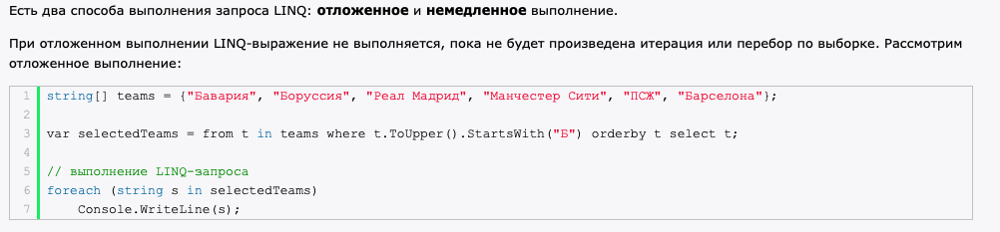 Есть два способа выполнения запроса LINQ: отложенное и немедленное выполнение.
При отложенном выполнении LINQ-выражение не выполняется, пока не будет произведена итерация или перебор по выборке. Рассмотрим
отложенное выполнение:
1 string[] teams = {"Бавария", "Боруссия", "Реал Мадрид", "Манчестер Сити", "ПСЖ", "Барселона"};
2
3 var selectedTeams = from t in teams where t.ToUpper().StartsWith("Б") orderby t select t;
4
5 // выполнение LINQ-запроса
6 foreach (string s in selectedTeams)
7     Console.WriteLine(s);